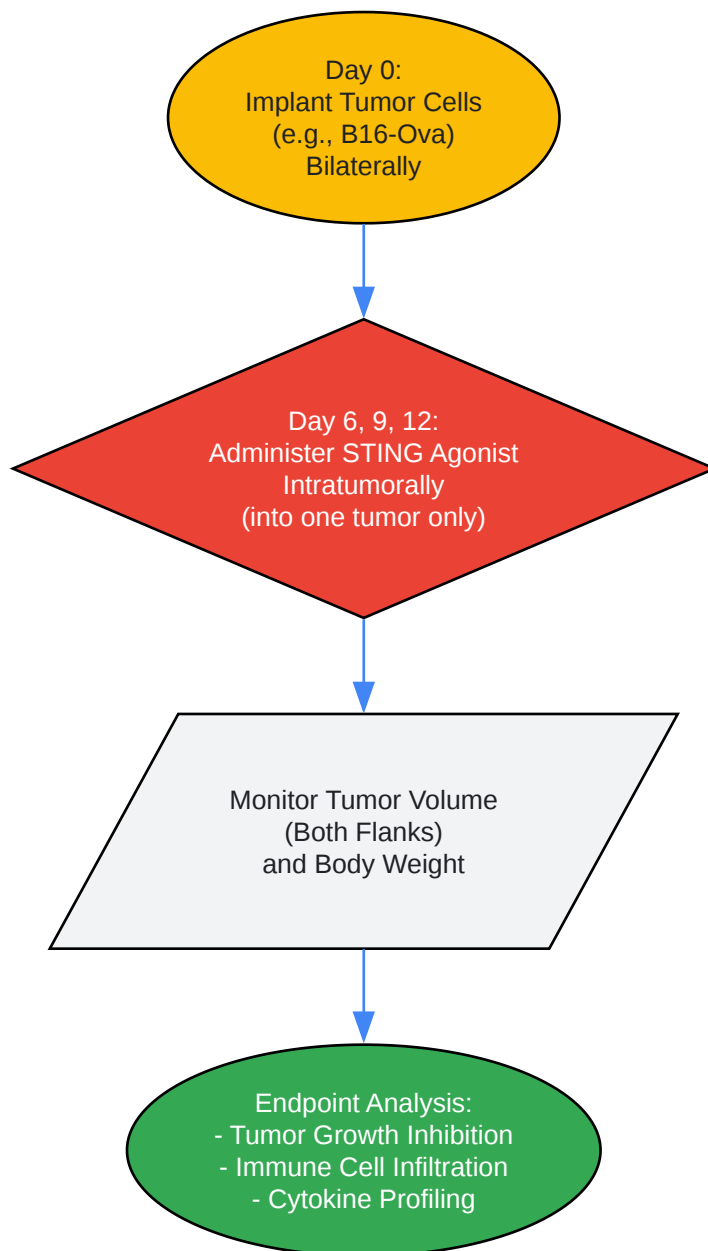 Day 0:
Implant Tumor Cells
(e.g., B16-Ova)
Bilaterally
Day 6, 9, 12:
Administer STING Agonist
Intratumorally
(into one tumor only)
Monitor Tumor Volume
(Both Flanks)
and Body Weight
Endpoint Analysis:
- Tumor Growth Inhibition
- Immune Cell Infiltration
- Cytokine Profiling